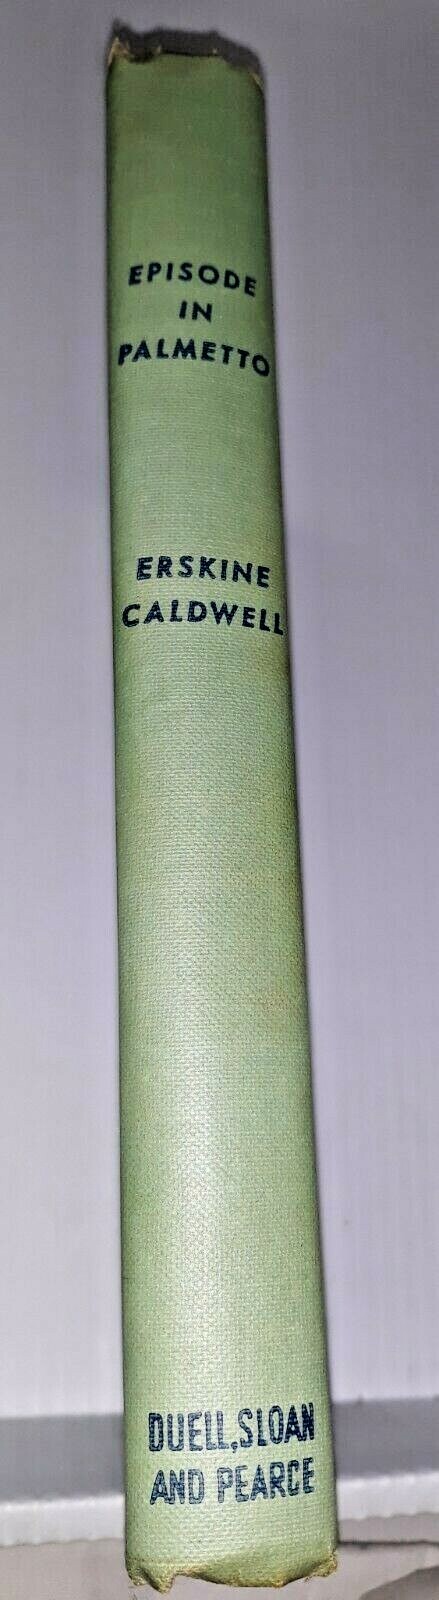 EPISODE
IN
PALMETTO
ERSKINE
CALDWELL
DUELL, SLOAN
AND PEARCE